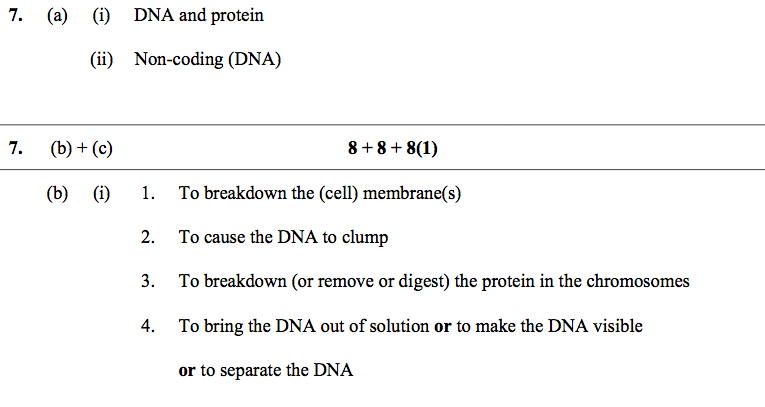 7. (a) (i) DNA and protein
(ii) Non-coding (DNA)
7. (b) + (c) 8 + 8 + 8(1)
(b) (i) 1. To breakdown the (cell) membrane(s)
2. To cause the DNA to clump
3. To breakdown (or remove or digest) the protein in the chromosomes
4. To bring the DNA out of solution or to make the DNA visible
or to separate the DNA